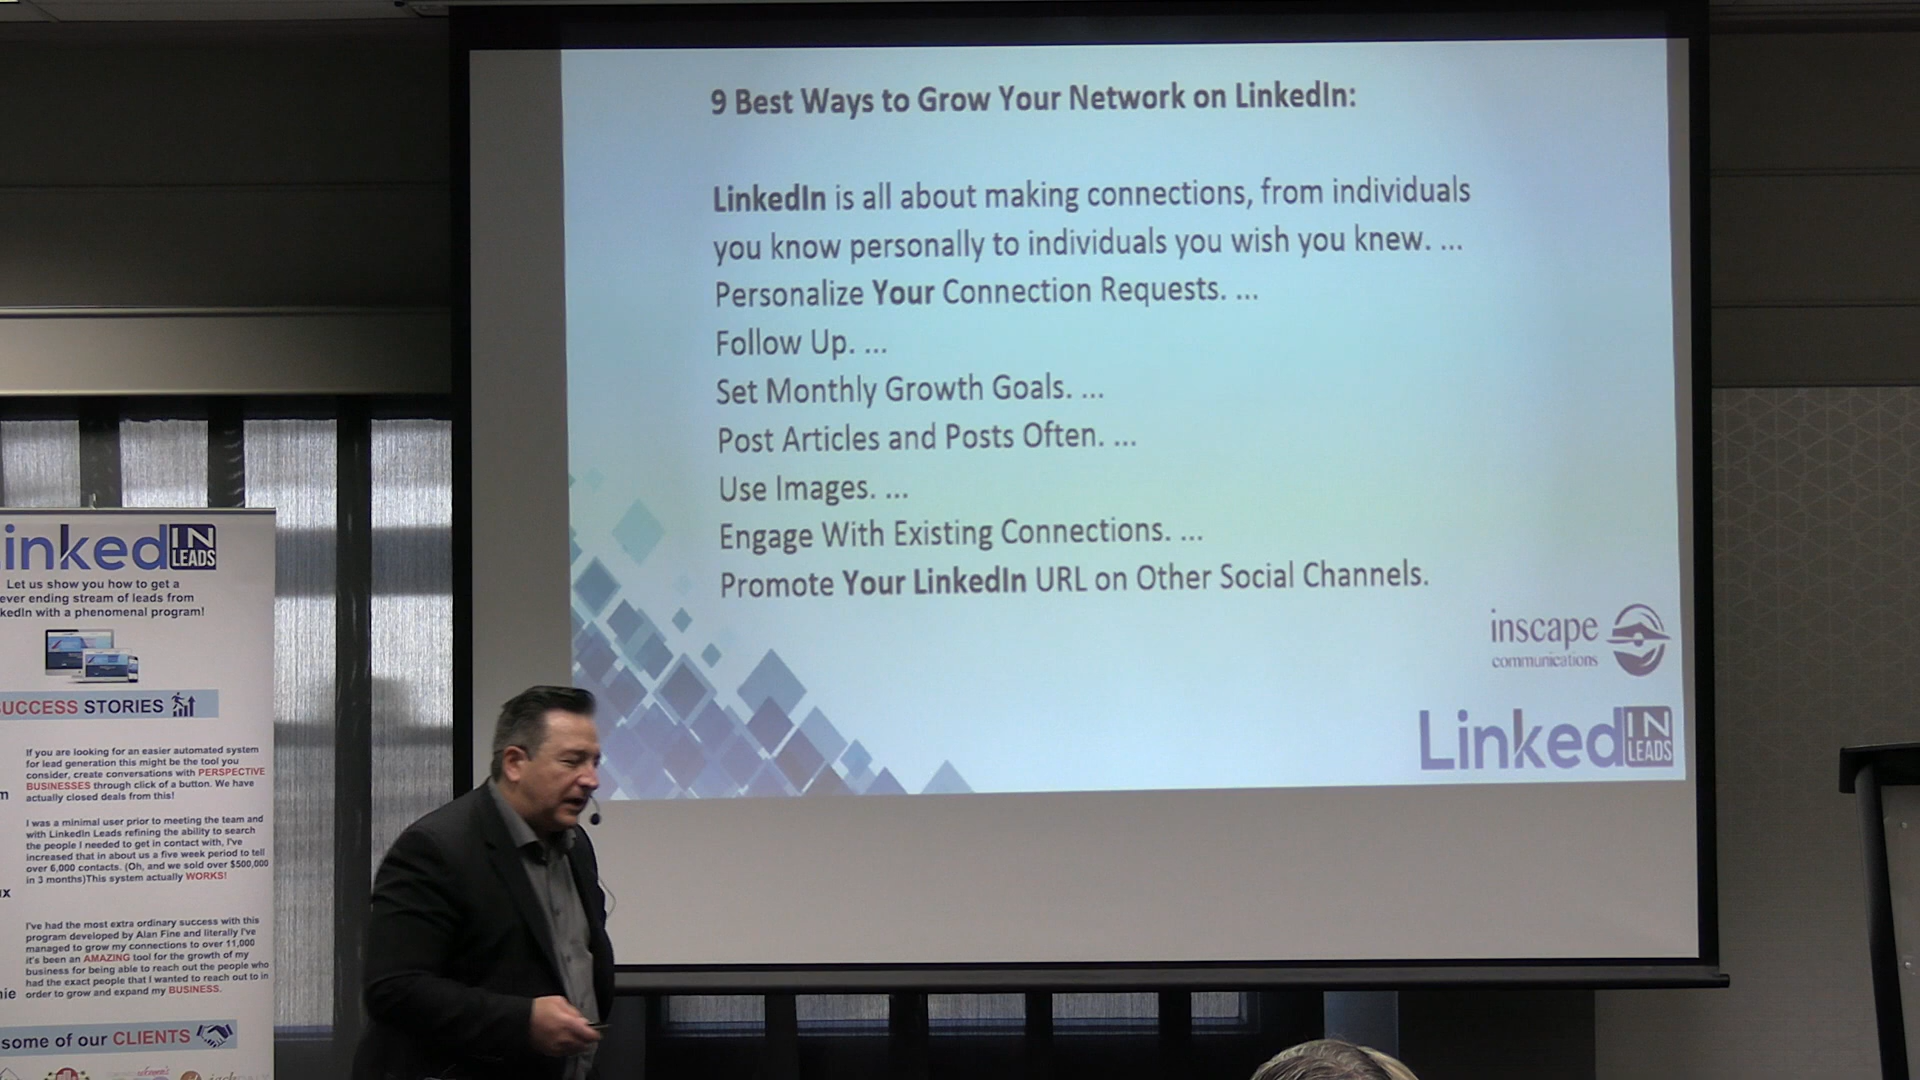 9 Best Ways to Grow Your Network on LinkedIn:
LinkedIn is all about making connections, from individuals
you know personally to individuals you wish you knew. ...
Personalize Your Connection Requests. ...
Follow Up. ...
Set Monthly Growth Goals. ...
Post Articles and Posts Often. ...
Use Images. ...
Engage With Existing Connections. ...
Promote Your LinkedIn URL on Other Social Channels.
inscape
communications
Linked IN
LEADS
inked IN
LEADS
Let us show you how to get a
ever ending stream of leads from
kedIn with a phenomenal program!
UCCESS STORIES
If you are looking for an easier automated system
for lead generation this might be the tool you
consider, create conversations with PERSPECTIVE
BUSINESSES through click of a button. We have
actually closed deals from this!
I was a minimal user prior to meeting the team and
with LinkedIn Leads refining the ability to search
the people I needed to get in contact with, I've
increased that in about us a five week period to tell
over 6,000 contacts. (Oh, and we sold over $500,000
in 3 months)This system actually WORKS!
I've had the most extra ordinary success with this
program developed by Alan Fine and literally I've
managed to grow my connections to over 11,000
it's been an AMAZING tool for the growth of my
business for being able to reach out the people who
had the exact people that I wanted to reach out to in
order to grow and expand my BUSINESS.
some of our CLIENTS